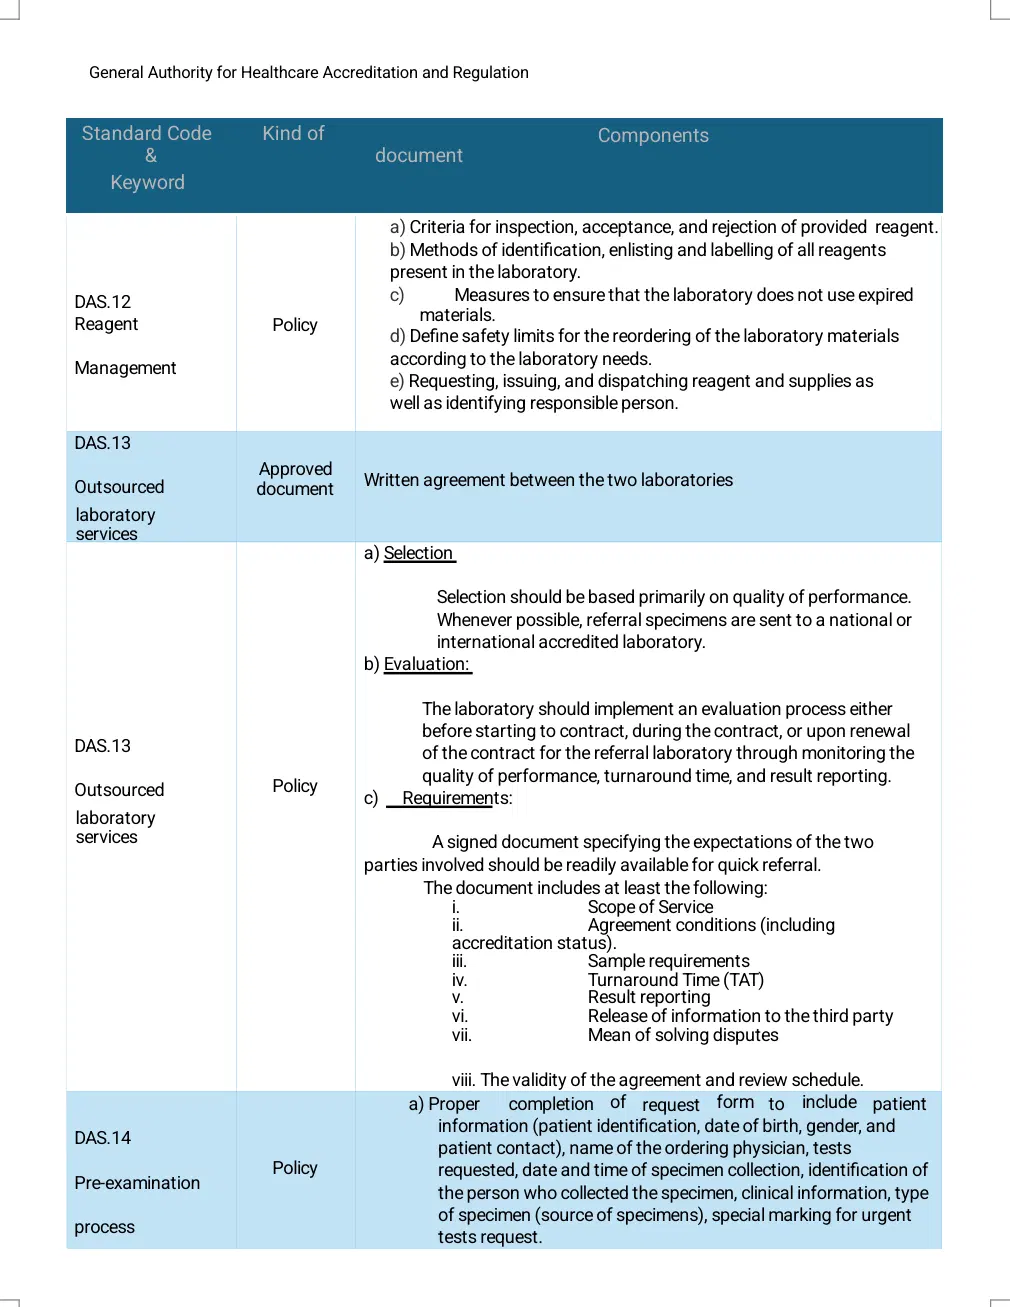 General Authority for Healthcare Accreditation and Regulation
Standard Code
&
Keyword
Kind of
document
Components
DAS.12
Reagent
Management
Policy
a) Criteria for inspection, acceptance, and rejection of provided reagent.
b) Methods of identification, enlisting and labelling of all reagents
present in the laboratory.
c) Measures to ensure that the laboratory does not use expired
materials.
d) Define safety limits for the reordering of the laboratory materials
according to the laboratory needs.
e) Requesting, issuing, and dispatching reagent and supplies as
well as identifying responsible person.
DAS.13
Outsourced
laboratory
services
Approved
document
Written agreement between the two laboratories
DAS.13
Outsourced
laboratory
services
Policy
a) Selection
Selection should be based primarily on quality of performance.
Whenever possible, referral specimens are sent to a national or
international accredited laboratory.
b) Evaluation:
The laboratory should implement an evaluation process either
before starting to contract, during the contract, or upon renewal
of the contract for the referral laboratory through monitoring the
quality of performance, turnaround time, and result reporting.
c) Requirements:
A signed document specifying the expectations of the two
parties involved should be readily available for quick referral.
The document includes at least the following:
i. Scope of Service
ii. Agreement conditions (including
accreditation status).
iii. Sample requirements
iv. Turnaround Time (TAT)
v. Result reporting
vi. Release of information to the third party
vii. Mean of solving disputes
viii. The validity of the agreement and review schedule.
DAS.14
Pre-examination
process
Policy
a) Proper completion of request form to include patient
information (patient identification, date of birth, gender, and
patient contact), name of the ordering physician, tests
requested, date and time of specimen collection, identification of
the person who collected the specimen, clinical information, type
of specimen (source of specimens), special marking for urgent
tests request.